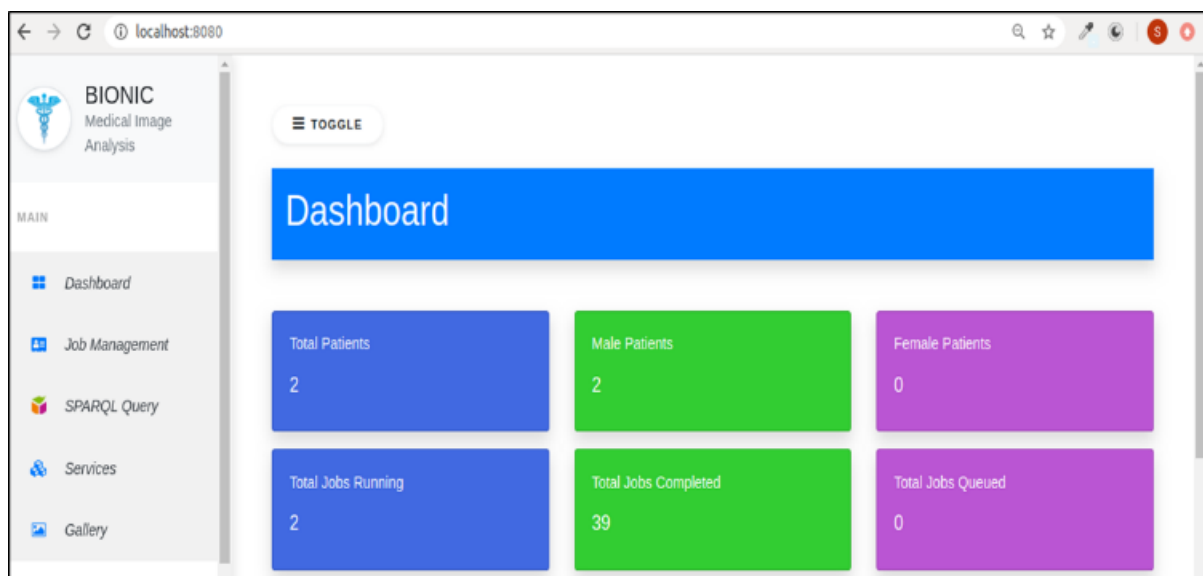 localhost:8080
S
BIONIC
Medical Image
Analysis
MAIN
Dashboard
Job Management
SPARQL Query
Services
Gallery
TOGGLE
Dashboard
Total Patients
2
Male Patients
2
Female Patients
0
Total Jobs Running
2
Total Jobs Completed
39
Total Jobs Queued
0